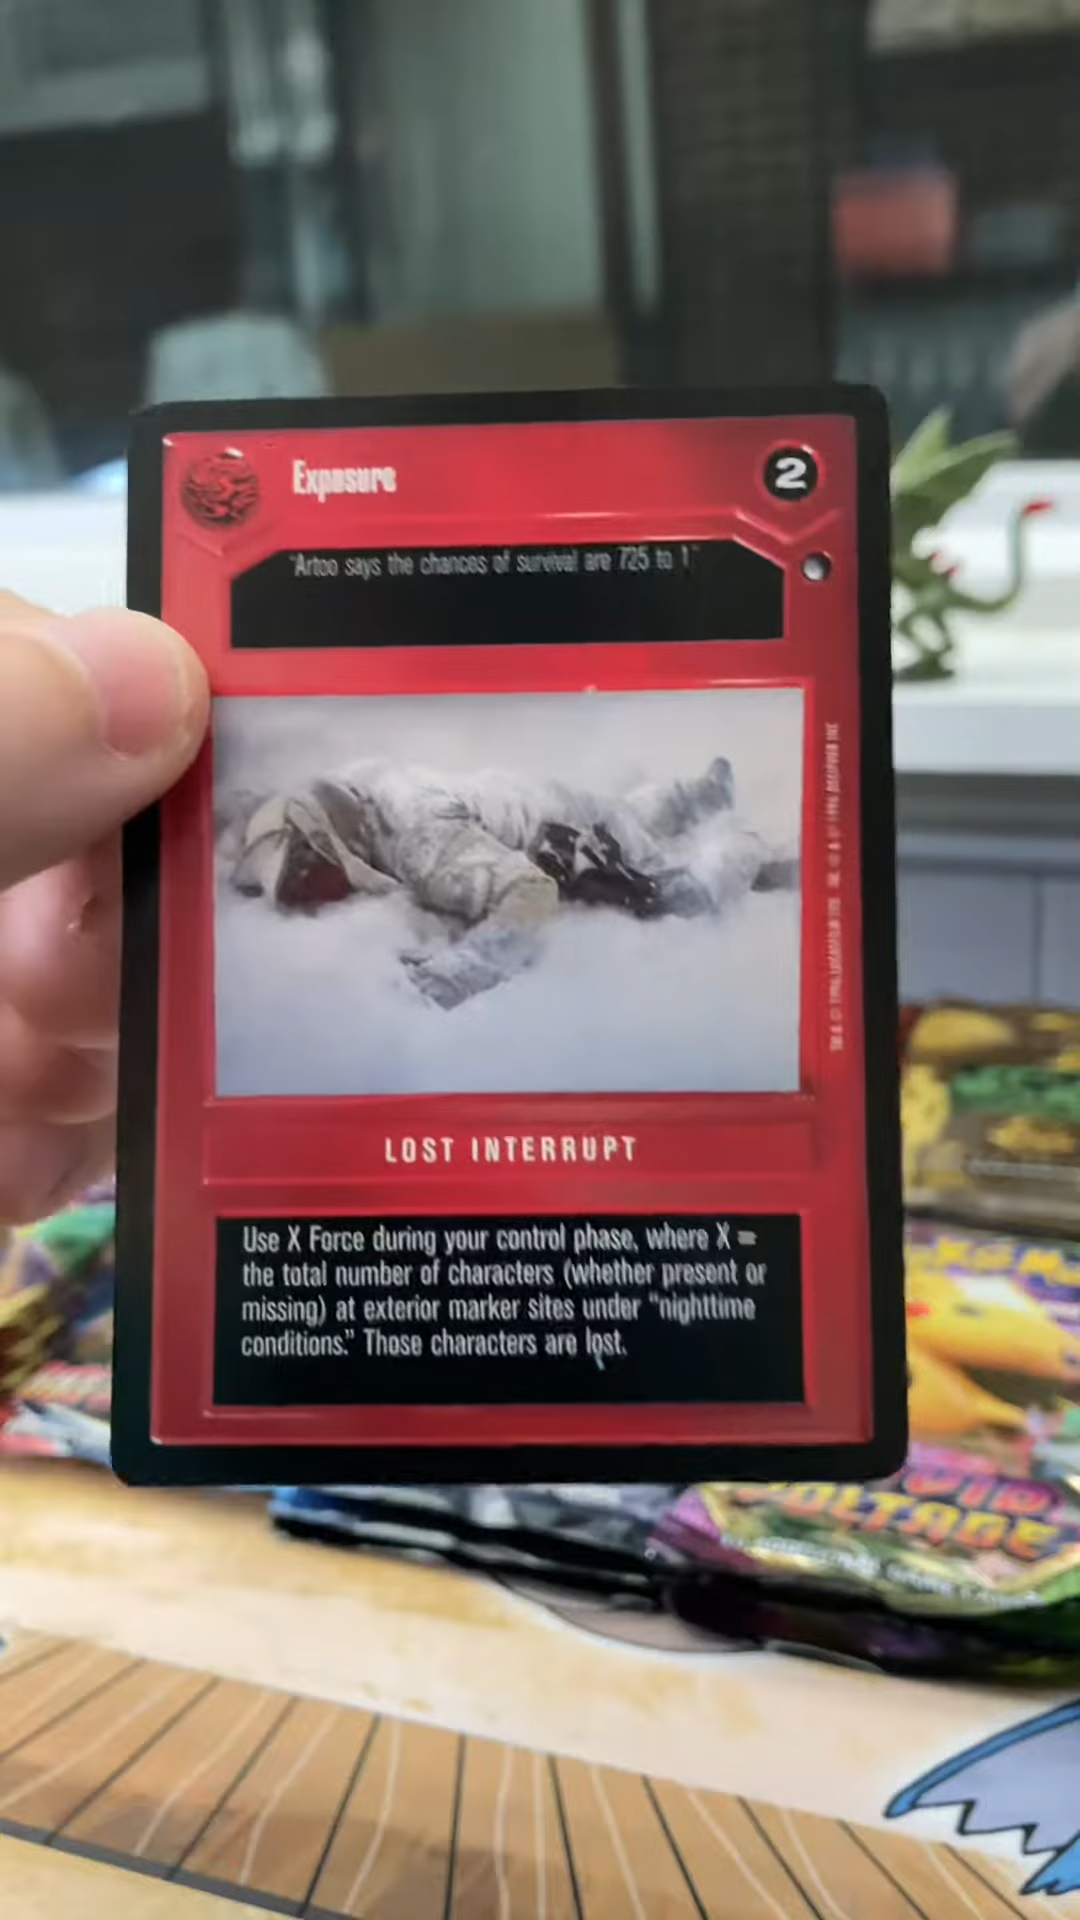 Exposure
2
"Artoo says the chances of survival are 725 to 1"
LOST INTERRUPT
Use X Force during your control phase, where X =
the total number of characters (whether present or
missing) at exterior marker sites under "nighttime
conditions." Those characters are lost.
VOLTAGE